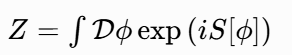 Z = ∫ 𝒟ϕ exp (iS[ϕ])